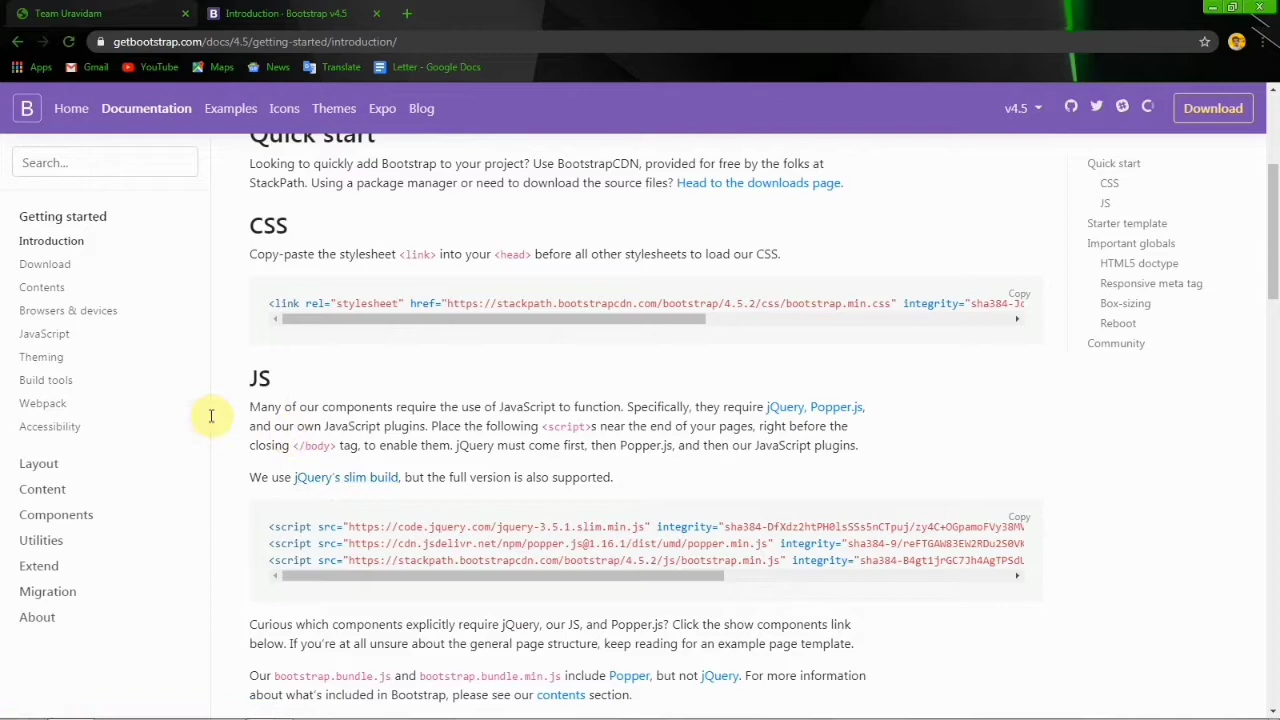 Team Uravidam
Introduction · Bootstrap v4.5
getbootstrap.com/docs/4.5/getting-started/introduction/
Apps Gmail YouTube Maps News Translate Letter - Google Docs
B Home Documentation Examples Icons Themes Expo Blog v4.5 Download
Search...
Getting started
Introduction
Download
Contents
Browsers & devices
JavaScript
Theming
Build tools
Webpack
Accessibility
Layout
Content
Components
Utilities
Extend
Migration
About
Quick start
Looking to quickly add Bootstrap to your project? Use BootstrapCDN, provided for free by the folks at
StackPath. Using a package manager or need to download the source files? Head to the downloads page.
CSS
Copy-paste the stylesheet <link> into your <head> before all other stylesheets to load our CSS.
Copy
<link rel="stylesheet" href="https://stackpath.bootstrapcdn.com/bootstrap/4.5.2/css/bootstrap.min.css" integrity="sha384-Jc
JS
Many of our components require the use of JavaScript to function. Specifically, they require jQuery, Popper.js,
and our own JavaScript plugins. Place the following <script>s near the end of your pages, right before the
closing </body> tag, to enable them. jQuery must come first, then Popper.js, and then our JavaScript plugins.
We use jQuery's slim build, but the full version is also supported.
Copy
<script src="https://code.jquery.com/jquery-3.5.1.slim.min.js" integrity="sha384-DfXdz2htPH0lsSSs5nCTpuj/zy4C+OGpamoFVy38M
<script src="https://cdn.jsdelivr.net/npm/popper.js@1.16.1/dist/umd/popper.min.js" integrity="sha384-9/reFTGAW83EW2RDu2S0V
<script src="https://stackpath.bootstrapcdn.com/bootstrap/4.5.2/js/bootstrap.min.js" integrity="sha384-B4gt1jrGC7Jh4AgTPSd
Curious which components explicitly require jQuery, our JS, and Popper.js? Click the show components link
below. If you're at all unsure about the general page structure, keep reading for an example page template.
Our bootstrap.bundle.js and bootstrap.bundle.min.js include Popper, but not jQuery. For more information
about what's included in Bootstrap, please see our contents section.
Quick start
CSS
JS
Starter template
Important globals
HTML5 doctype
Responsive meta tag
Box-sizing
Reboot
Community